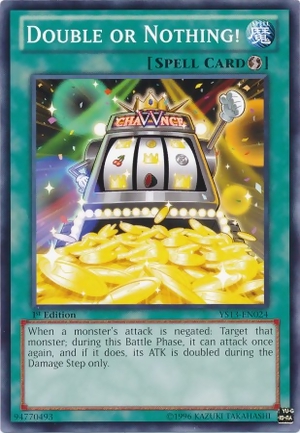 DOUBLE OR NOTHING!
魔
[SPELL CARD]
CHAVVNCE
YS13-EN024
1st Edition
When a monster's attack is negated: Target that
monster; during this Battle Phase, it can attack once
again, and if it does, its ATK is doubled during the
Damage Step only.
94770493
©1996 KAZUKI TAKAHASHI